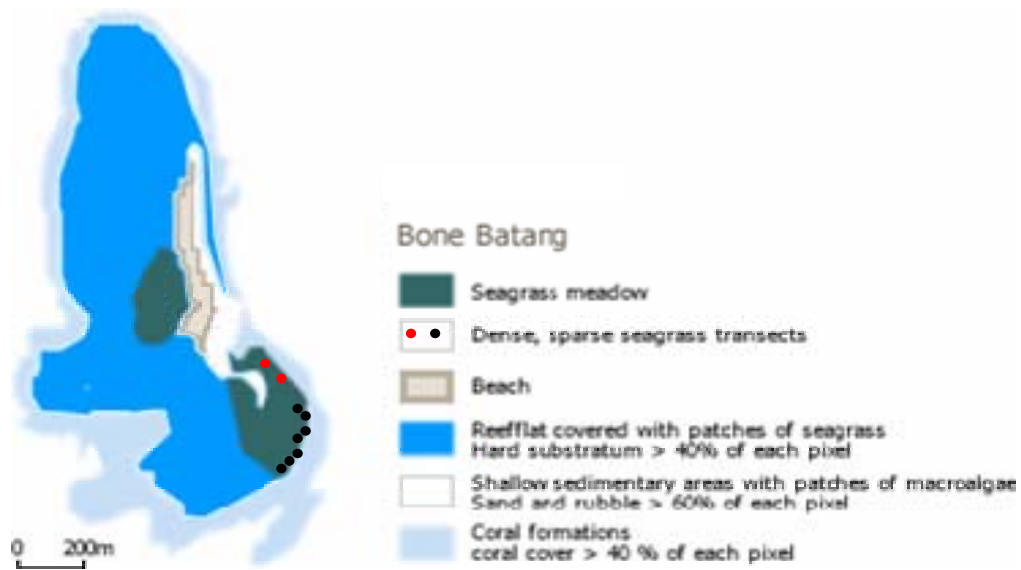 Bone Batang
Seagrass meadow
Dense, sparse seagrass transects
Beach
Reefflat covered with patches of seagrass
Hard substratum > 40% of each pixel
Shallow sedimentary areas with patches of macroalgae
Sand and rubble > 60% of each pixel
Coral formations
coral cover > 40 % of each pixel
0 200m